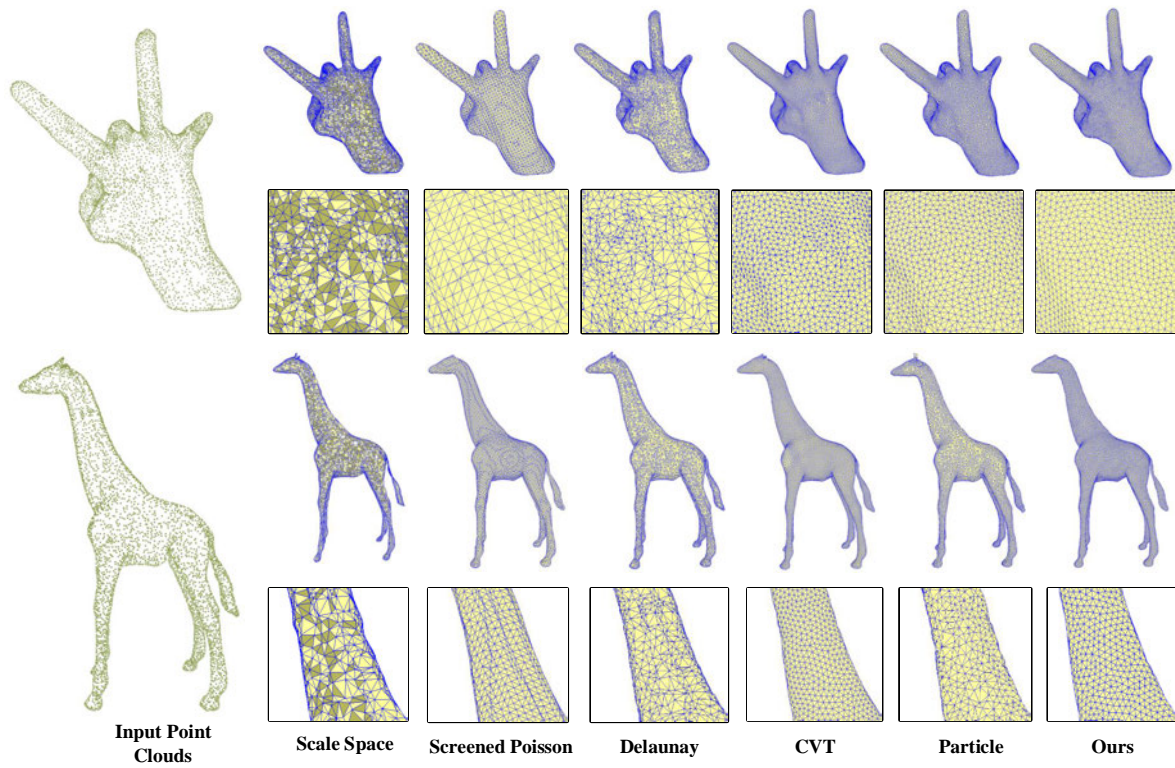 Input Point
Clouds
Scale Space
Screened Poisson
Delaunay
CVT
Particle
Ours